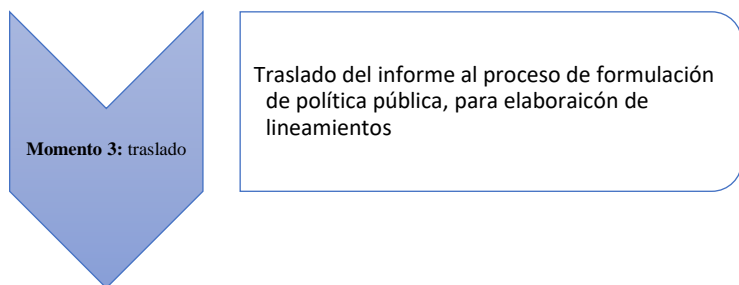 Momento 3: traslado
Traslado del informe al proceso de formulación
de política pública, para elaboraicón de
lineamientos